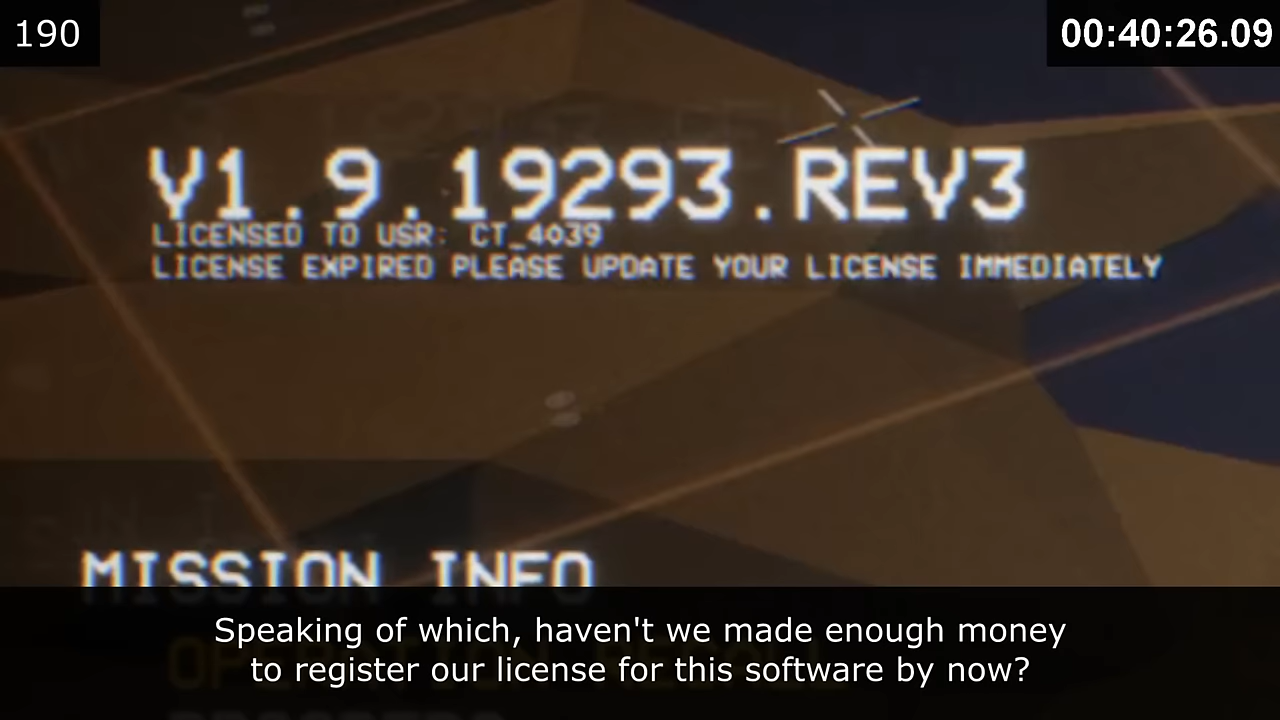 190
00:40:26.09
V1.9.19293.REV3
LICENSED TO USR: CT_4039
LICENSE EXPIRED PLEASE UPDATE YOUR LICENSE IMMEDIATELY
MISSION INFO
Speaking of which, haven't we made enough money
to register our license for this software by now?